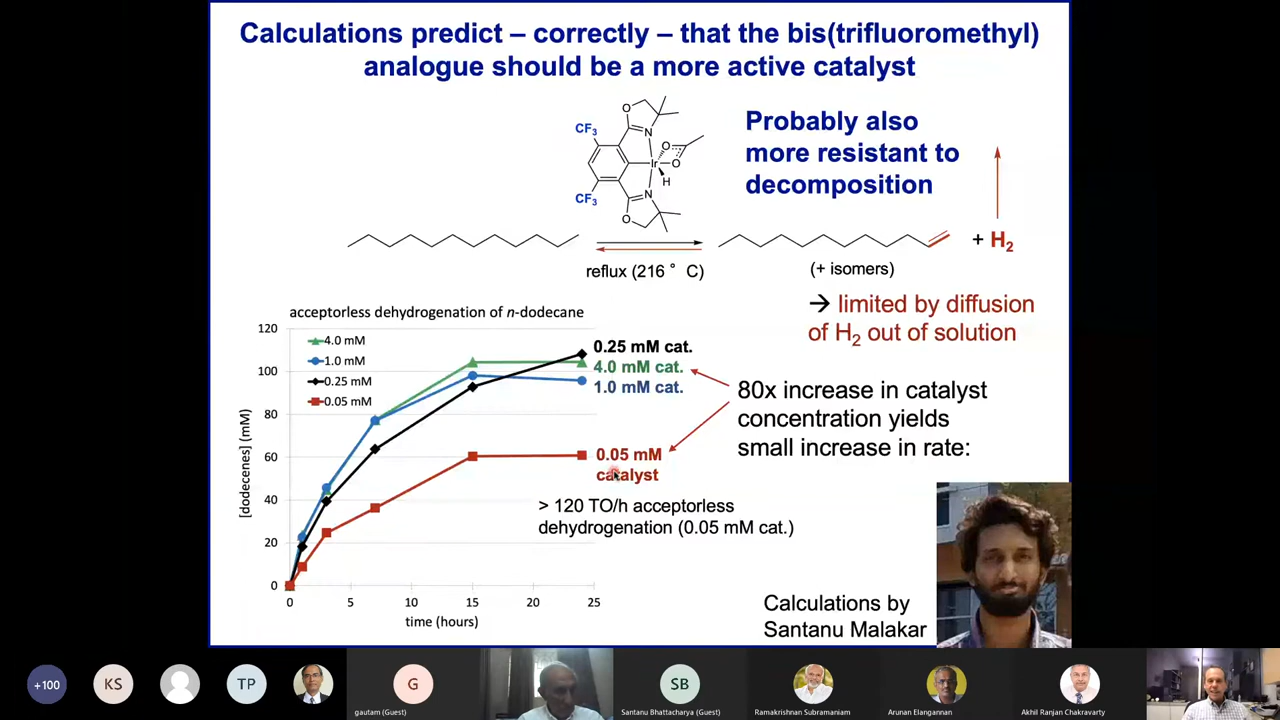 Calculations predict – correctly – that the bis(trifluoromethyl)
analogue should be a more active catalyst
CF3
CF3
O
N
O
O
Ir
H
N
O
Probably also
more resistant to
decomposition
+ H2
reflux (216 ° C)
(+ isomers)
→ limited by diffusion
of H2 out of solution
acceptorless dehydrogenation of n-dodecane
[dodecenes] (mM)
120
100
80
60
40
20
0
4.0 mM
1.0 mM
0.25 mM
0.05 mM
0 5 10 15 20 25
time (hours)
0.25 mM cat.
4.0 mM cat.
1.0 mM cat.
0.05 mM
catalyst
80x increase in catalyst
concentration yields
small increase in rate:
> 120 TO/h acceptorless
dehydrogenation (0.05 mM cat.)
Calculations by
Santanu Malakar
+100
KS
TP
G
gautam (Guest)
SB
Santanu Bhattacharya (Guest)
Ramakrishnan Subramaniam
Arunan Elangannan
Akhil Ranjan Chakravarty